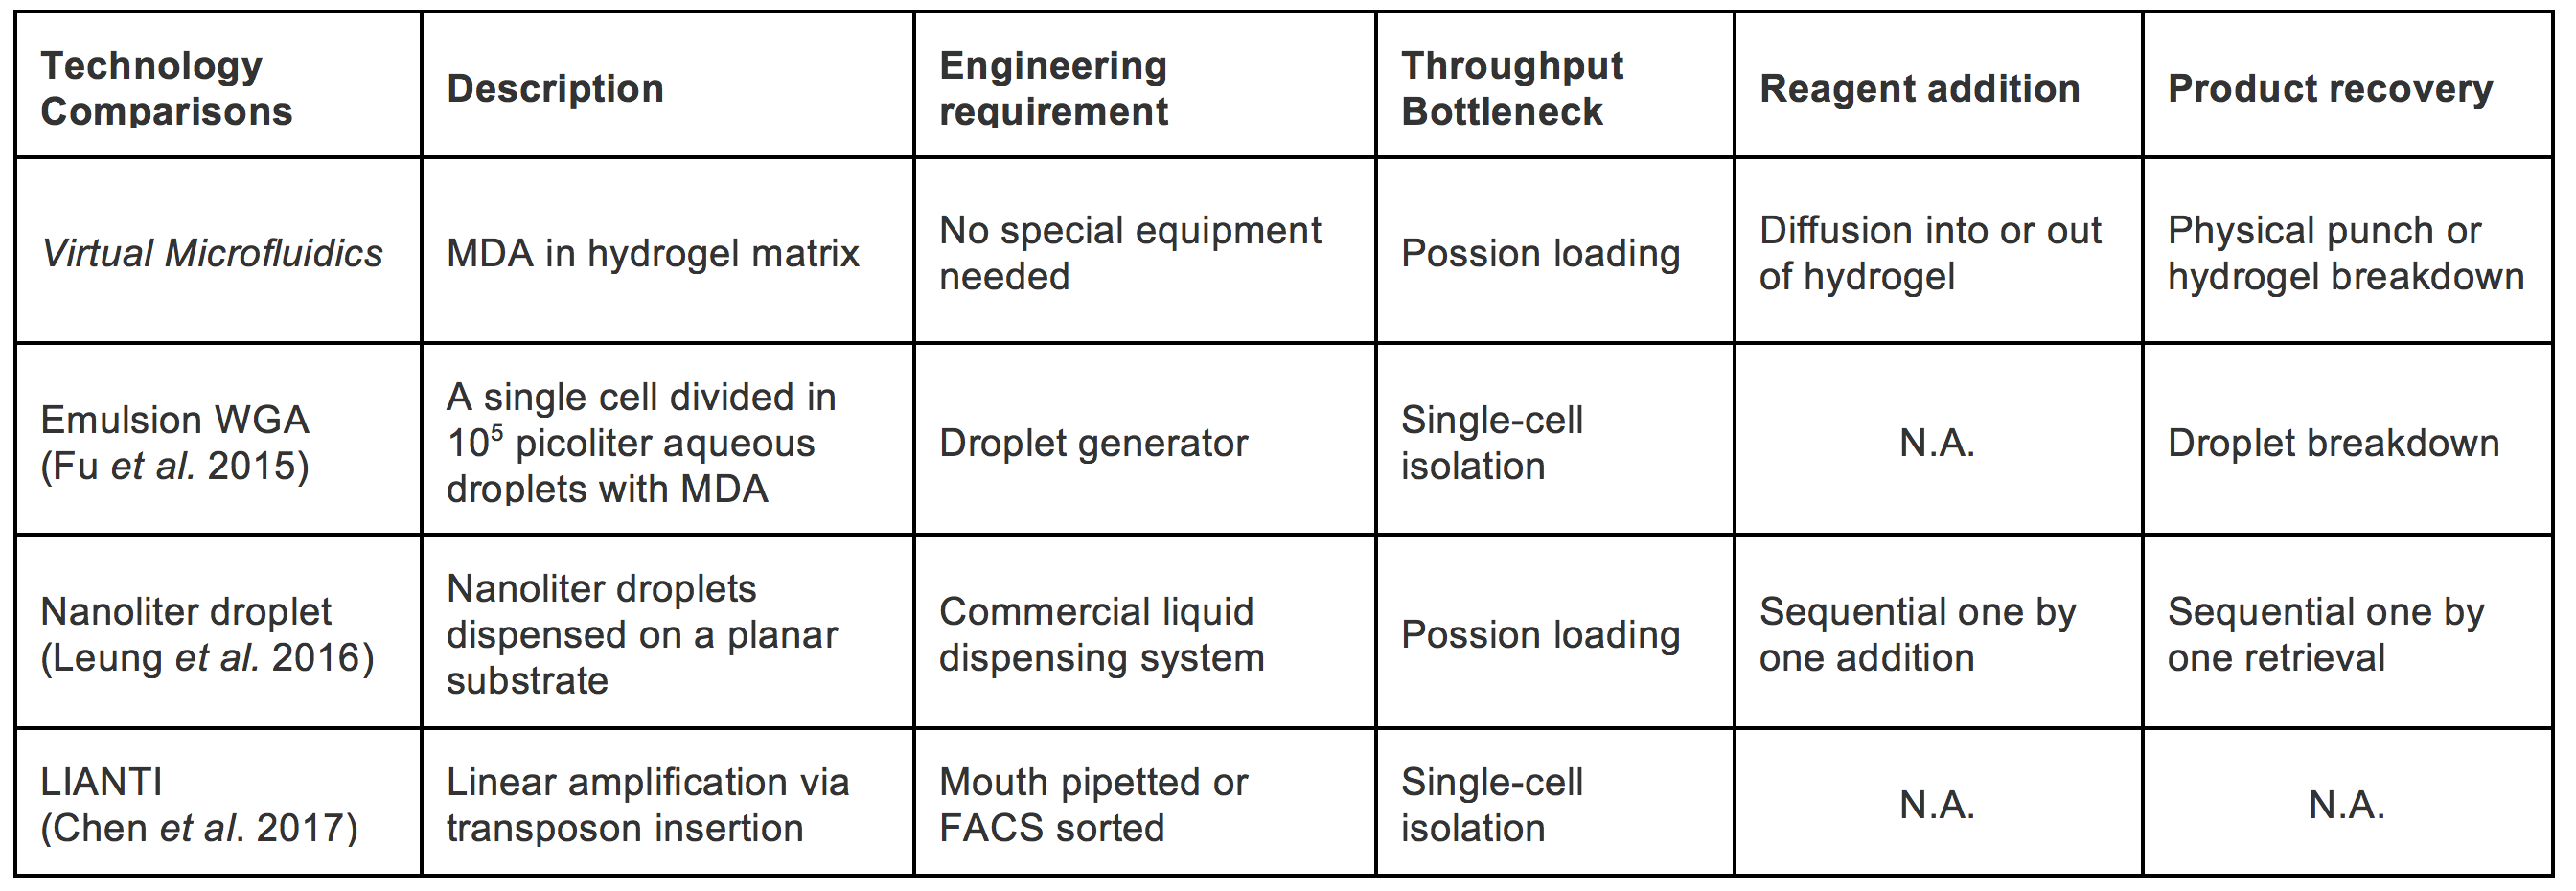 Technology
Comparisons
Description
Engineering
requirement
Throughput
Bottleneck
Reagent addition
Product recovery
Virtual Microfluidics
MDA in hydrogel matrix
No special equipment
needed
Possion loading
Diffusion into or out
of hydrogel
Physical punch or
hydrogel breakdown
Emulsion WGA
(Fu et al. 2015)
A single cell divided in
10⁵ picoliter aqueous
droplets with MDA
Droplet generator
Single-cell
isolation
N.A.
Droplet breakdown
Nanoliter droplet
(Leung et al. 2016)
Nanoliter droplets
dispensed on a planar
substrate
Commercial liquid
dispensing system
Possion loading
Sequential one by
one addition
Sequential one by
one retrieval
LIANTI
(Chen et al. 2017)
Linear amplification via
transposon insertion
Mouth pipetted or
FACS sorted
Single-cell
isolation
N.A.
N.A.